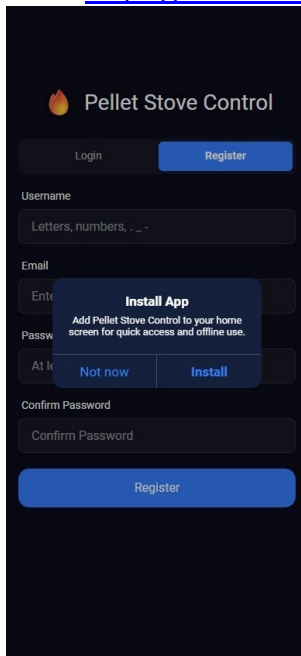 Pellet Stove Control
Login Register
Username
Letters, numbers, . _ -
Email
Install App
Add Pellet Stove Control to your home
screen for quick access and offline use.
Not now Install
Confirm Password
Confirm Password
Register